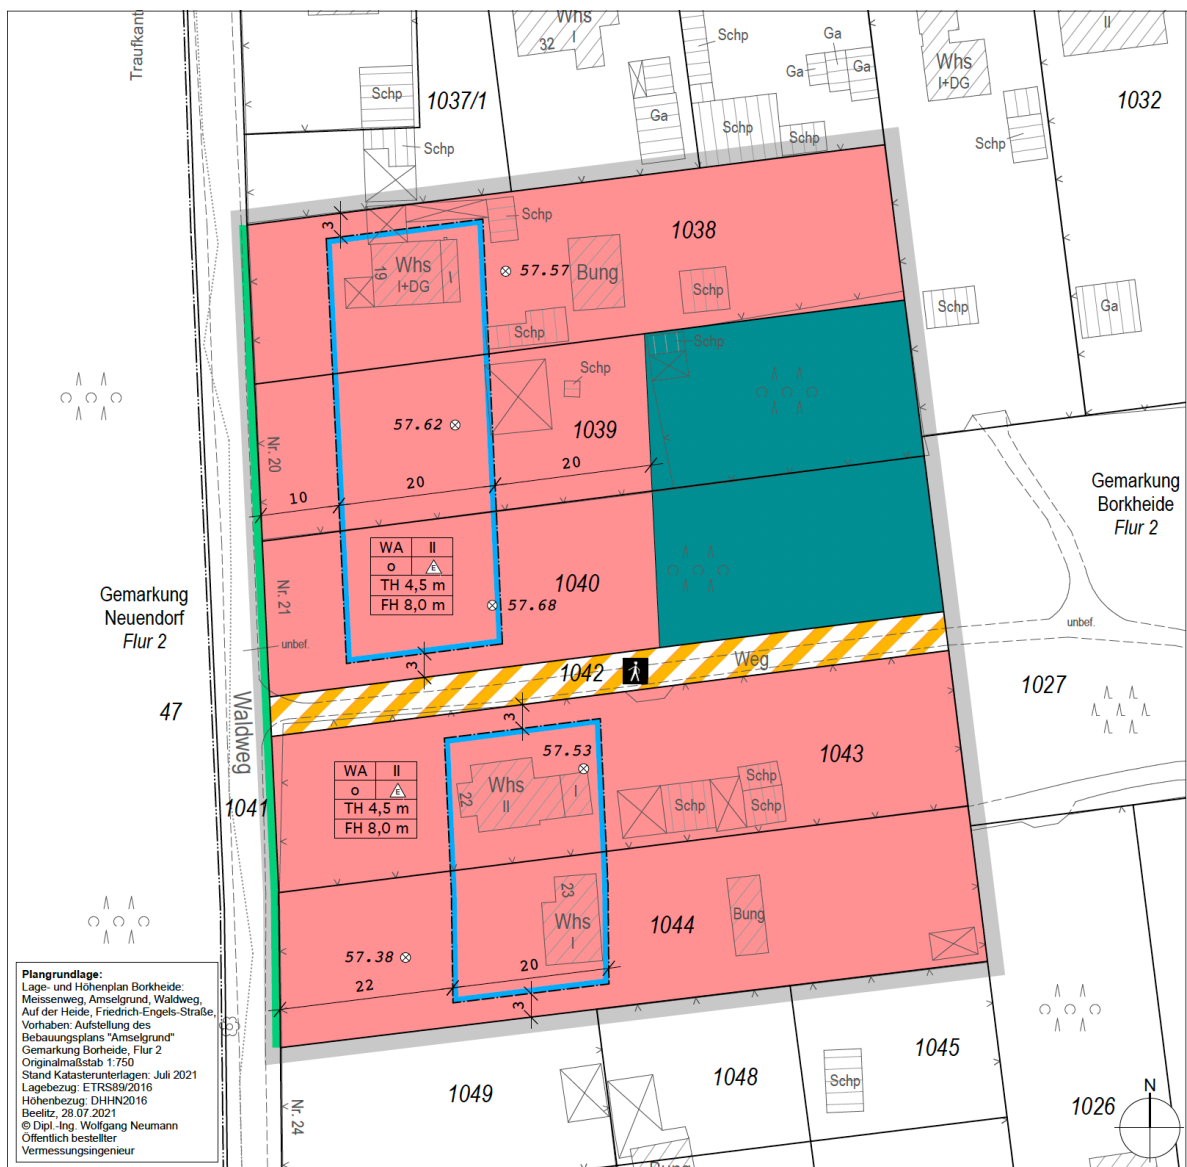 Traufkant
Whs
I
32
Schp
Ga
Ga
Ga
Whs
I+DG
II
1032
Schp
1037/1
Schp
Ga
Schp
Schp
Schp
3
Schp
1038
Whs
I+DG
19
I
57.57
Bung
Schp
Schp
Schp
Ga
Schp
Schp
57.62
1039
Nr. 20
10
20
20
Gemarkung
Borkheide
Flur 2
WA II
o E
TH 4,5 m
FH 8,0 m
1040
57.68
Nr. 21
unbef.
Gemarkung
Neuendorf
Flur 2
3
1042
Weg
unbef.
1027
47
Waldweg
3
57.53
1043
WA II
o E
TH 4,5 m
FH 8,0 m
Whs
II
22
I
Schp
Schp
Schp
1041
23
Whs
I
1044
Bung
57.38
22
20
3
Plangrundlage:
Lage- und Höhenplan Borkheide:
Meissenweg, Amselgrund, Waldweg,
Auf der Heide, Friedrich-Engels-Straße,
Vorhaben: Aufstellung des
Bebauungsplans "Amselgrund"
Gemarkung Borheide, Flur 2
Originalmaßstab 1:750
Stand Katasterunterlagen: Juli 2021
Lagebezug: ETRS89/2016
Höhenbezug: DHHN2016
Beelitz, 28.07.2021
© Dipl.-Ing. Wolfgang Neumann
Öffentlich bestellter
Vermessungsingenieur
Nr. 24
1049
1048
Schp
1045
1026
N
Bung